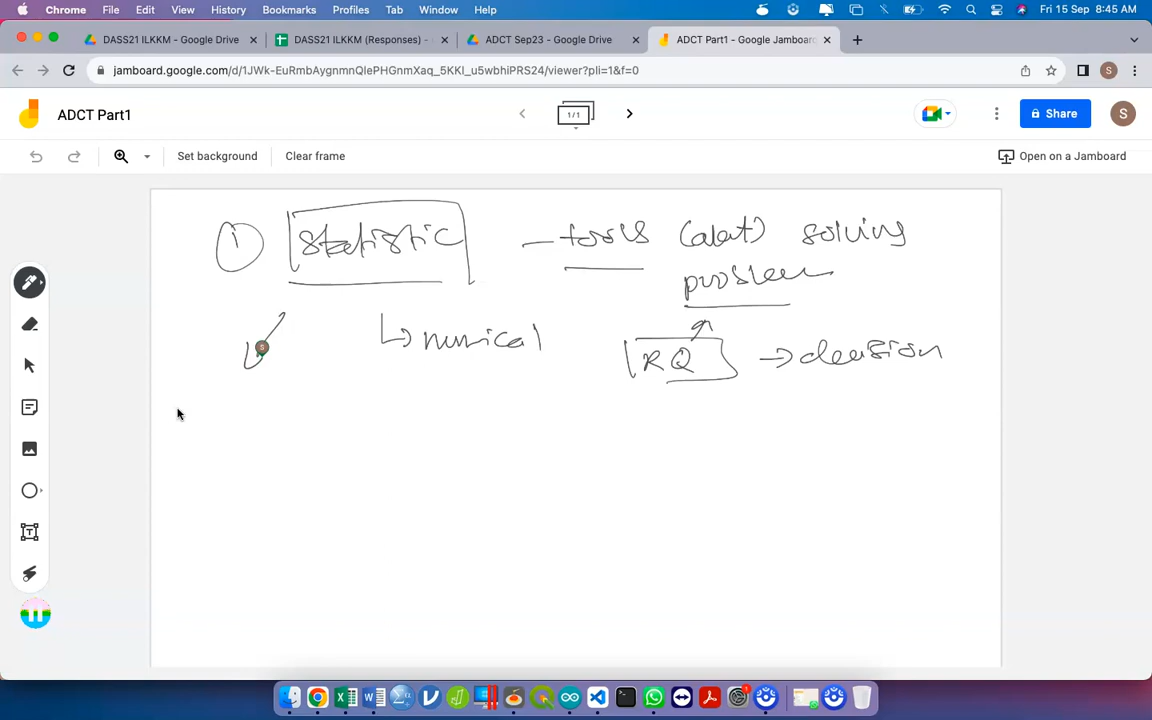 Chrome File Edit View History Bookmarks Profiles Tab Window Help Fri 15 Sep 8:45 AM
DASS21 ILKKM - Google Drive DASS21 ILKKM (Responses) - ADCT Sep23 - Google Drive ADCT Part1 - Google Jamboard
jamboard.google.com/d/1JWk-EuRmbAygnmnQIePHGnmXaq_5KKI_u5wbhiPRS24/viewer?pli=1&f=0 S
ADCT Part1 1/1 Share S
Set background Clear frame Open on a Jamboard
1 Statistic – tools (alat) solving
problem
numical RQ → decision
S